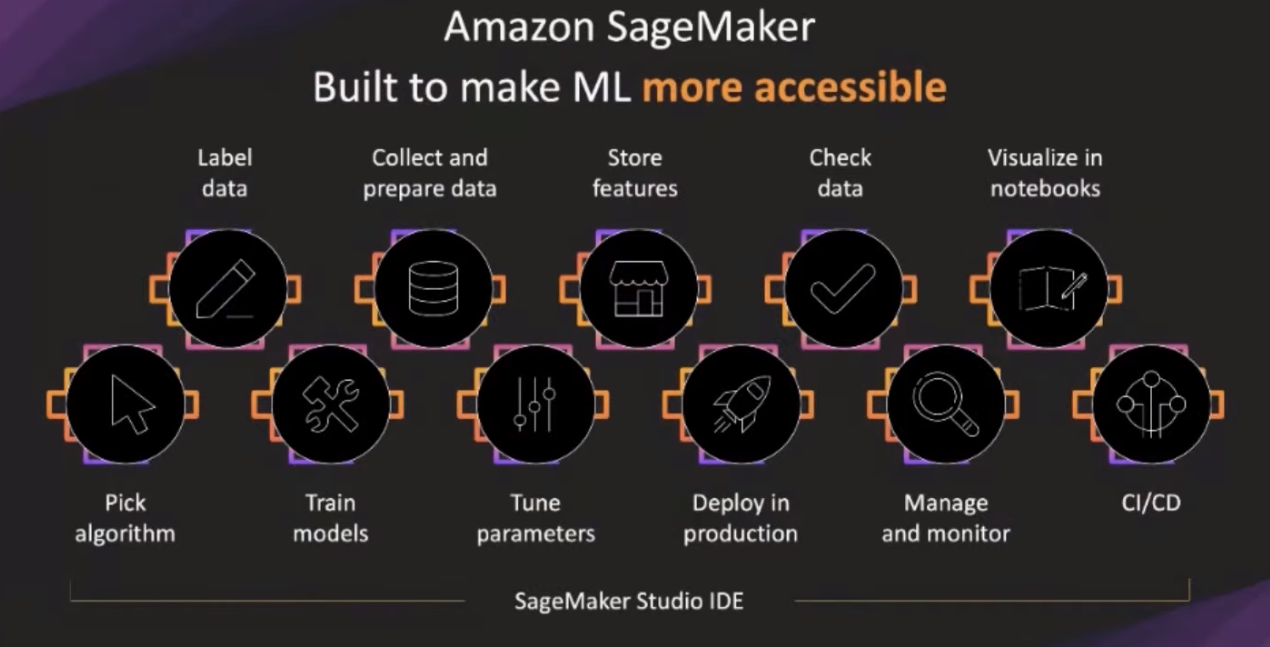 Amazon SageMaker
Built to make ML more accessible
Label
data
Collect and
prepare data
Store
features
Check
data
Visualize in
notebooks
Pick
algorithm
Train
models
Tune
parameters
Deploy in
production
Manage
and monitor
CI/CD
SageMaker Studio IDE